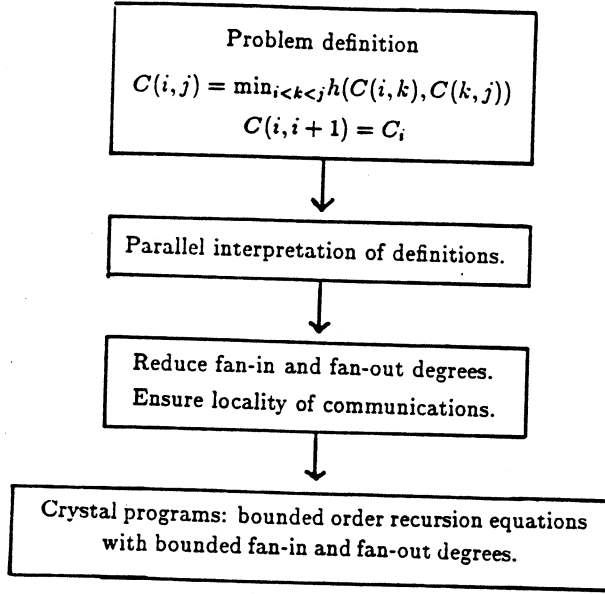 Problem definition
C(i,j) = min_{i<k<j} h(C(i,k),C(k,j))
C(i,i+1) = C_i
Parallel interpretation of definitions.
Reduce fan-in and fan-out degrees.
Ensure locality of communications.
Crystal programs: bounded order recursion equations
with bounded fan-in and fan-out degrees.